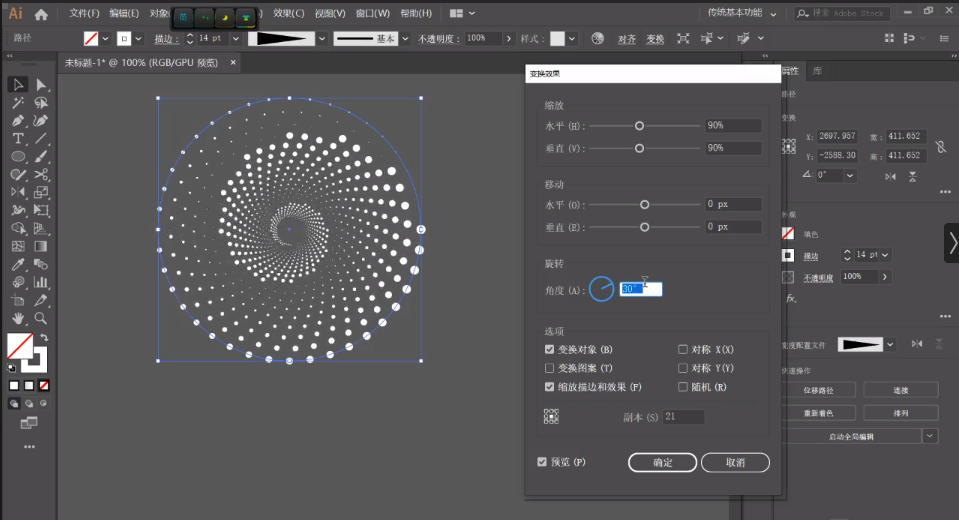 Ai 文件(F) 编辑(E) 对象 效果(C) 视图(V) 窗口(W) 帮助(H) 传统基本功能 搜索 Adobe Stock
路径 描边: 14 pt 基本 不透明度: 100% 样式: 对齐 变换
未标题-1* @ 100% (RGB/GPU 预览) ×
变换效果
缩放
水平 (H): 90%
垂直 (V): 90%
移动
水平 (O): 0 px
垂直 (E): 0 px
旋转
角度 (A): 30°
选项
变换对象 (B) 对称 X(X)
变换图案 (T) 对称 Y(Y)
缩放描边和效果 (F) 随机 (R)
副本 (S) 21
预览 (P) 确定 取消
属性 库
路径
变换
X: 2697.957 宽: 411.652
Y: -2588.30 高: 411.652
0°
外观
填色
描边 14 pt
不透明度 100%
fx.
宽度配置文件
快速操作
位移路径 连接
重新着色 排列
启动全局编辑